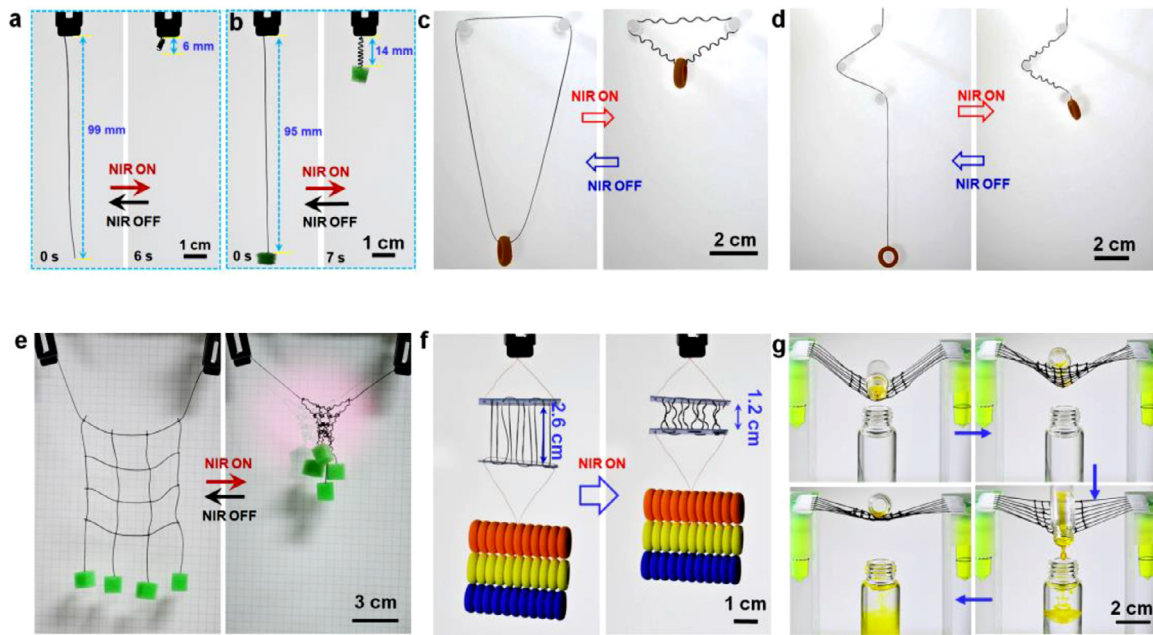 a
99 mm
6 mm
NIR ON
NIR OFF
0 s
6 s
1 cm
b
95 mm
14 mm
NIR ON
NIR OFF
0 s
7 s
1 cm
c
NIR ON
NIR OFF
2 cm
d
NIR ON
NIR OFF
2 cm
e
NIR ON
NIR OFF
3 cm
f
2.6 cm
NIR ON
1.2 cm
1 cm
g
2 cm